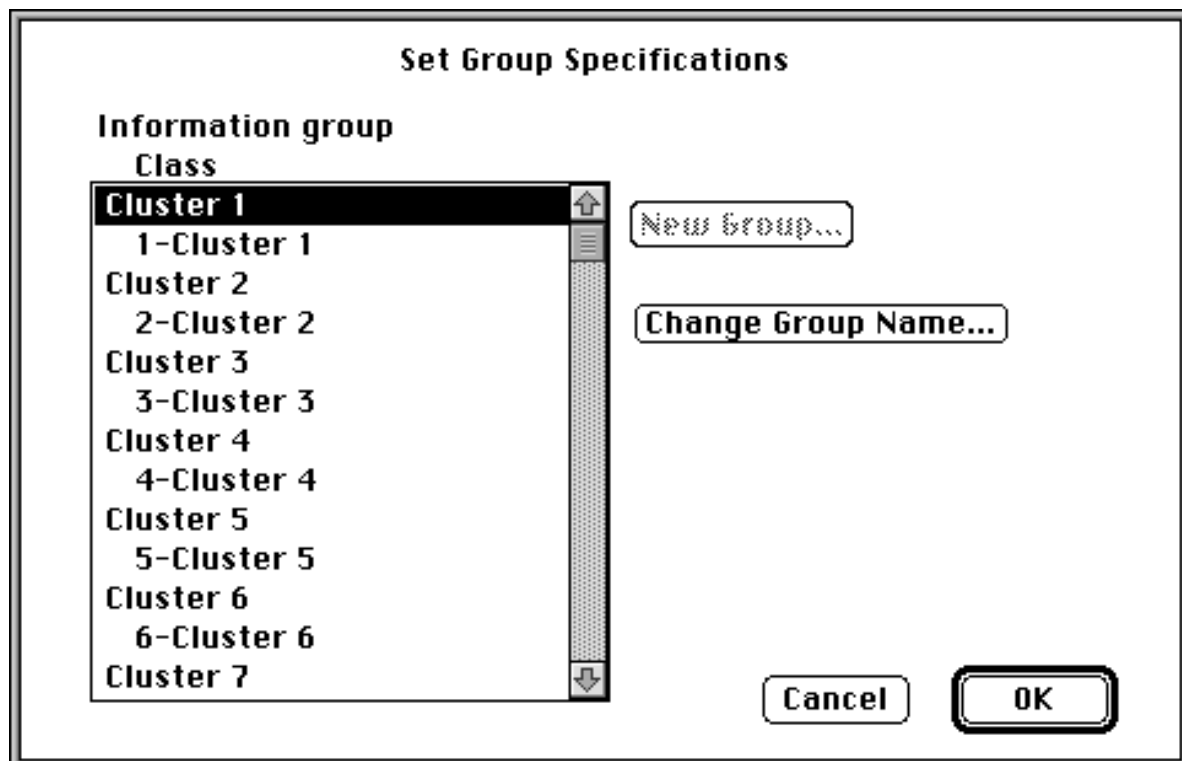 Set Group Specifications
Information group
Class
Cluster 1
1-Cluster 1
Cluster 2
2-Cluster 2
Cluster 3
3-Cluster 3
Cluster 4
4-Cluster 4
Cluster 5
5-Cluster 5
Cluster 6
6-Cluster 6
Cluster 7
New Group...
Change Group Name...
Cancel
OK